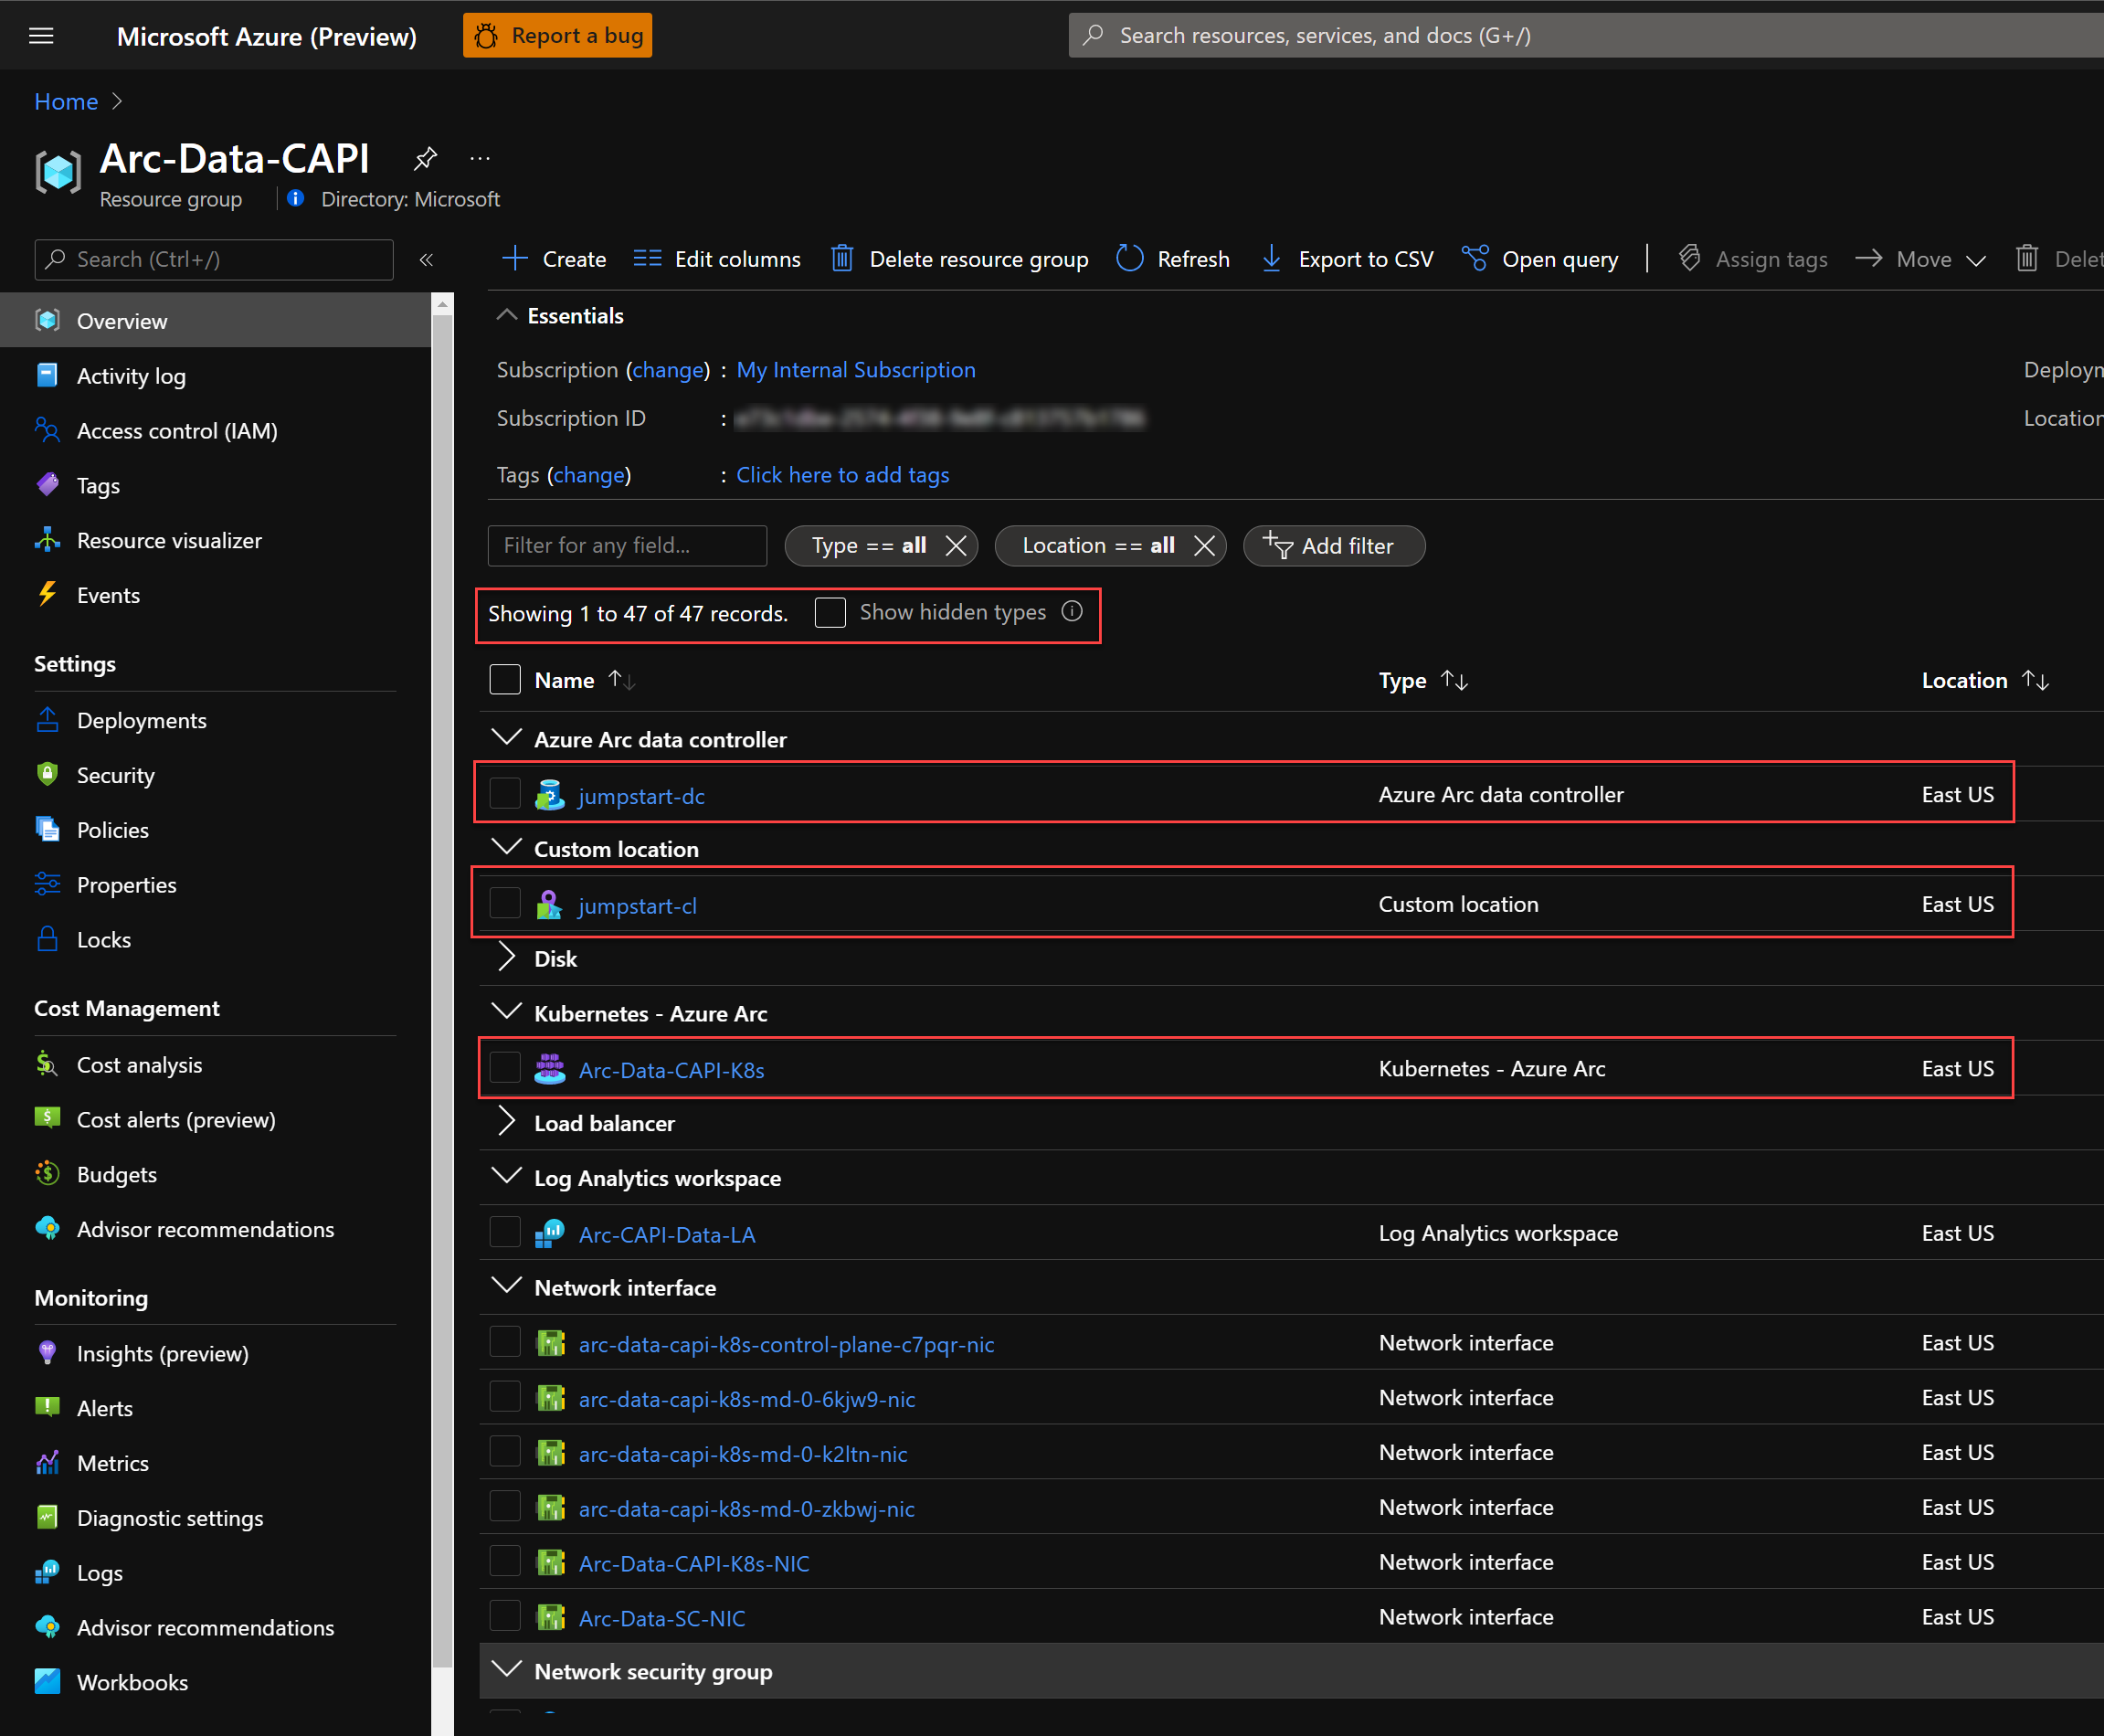 Microsoft Azure (Preview)
Report a bug
Search resources, services, and docs (G+/)
Home
Arc-Data-CAPI
...
Resource group
Directory: Microsoft
Search (Ctrl+/)
«
Create
Edit columns
Delete resource group
Refresh
Export to CSV
Open query
Assign tags
Move
Delet
Overview
Activity log
Access control (IAM)
Tags
Resource visualizer
Events
Settings
Deployments
Security
Policies
Properties
Locks
Cost Management
Cost analysis
Cost alerts (preview)
Budgets
Advisor recommendations
Monitoring
Insights (preview)
Alerts
Metrics
Diagnostic settings
Logs
Advisor recommendations
Workbooks
Essentials
Subscription (change) : My Internal Subscription
Deploym
Subscription ID :
Location
Tags (change) : Click here to add tags
Filter for any field...
Type == all
Location == all
Add filter
Showing 1 to 47 of 47 records.
Show hidden types
Name Type Location
Azure Arc data controller
jumpstart-dc Azure Arc data controller East US
Custom location
jumpstart-cl Custom location East US
Disk
Kubernetes - Azure Arc
Arc-Data-CAPI-K8s Kubernetes - Azure Arc East US
Load balancer
Log Analytics workspace
Arc-CAPI-Data-LA Log Analytics workspace East US
Network interface
arc-data-capi-k8s-control-plane-c7pqr-nic Network interface East US
arc-data-capi-k8s-md-0-6kjw9-nic Network interface East US
arc-data-capi-k8s-md-0-k2ltn-nic Network interface East US
arc-data-capi-k8s-md-0-zkbwj-nic Network interface East US
Arc-Data-CAPI-K8s-NIC Network interface East US
Arc-Data-SC-NIC Network interface East US
Network security group